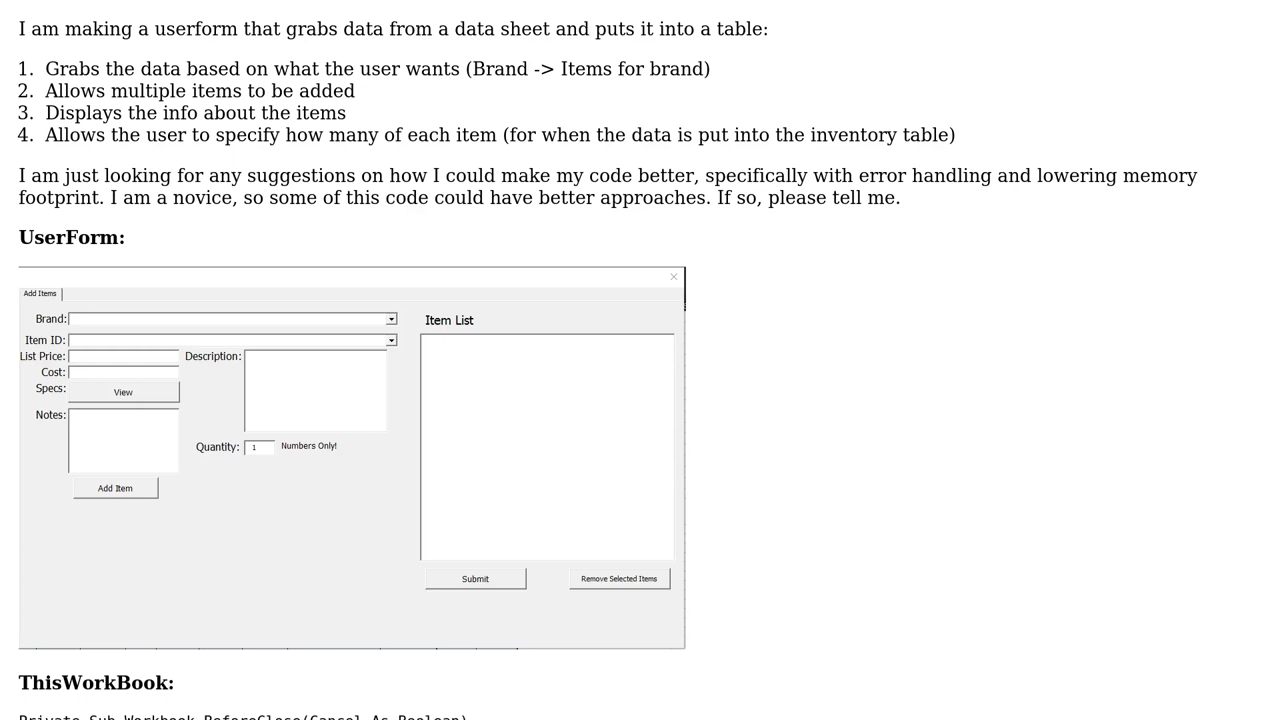 I am making a userform that grabs data from a data sheet and puts it into a table:
1. Grabs the data based on what the user wants (Brand -> Items for brand)
2. Allows multiple items to be added
3. Displays the info about the items
4. Allows the user to specify how many of each item (for when the data is put into the inventory table)
I am just looking for any suggestions on how I could make my code better, specifically with error handling and lowering memory
footprint. I am a novice, so some of this code could have better approaches. If so, please tell me.
UserForm:
Add Items
Brand:
Item List
Item ID:
List Price:
Description:
Cost:
Specs:
View
Notes:
Quantity: 1 Numbers Only!
Add Item
Submit
Remove Selected Items
ThisWorkBook:
Private Sub Workbook_BeforeClose(Cancel As Boolean)